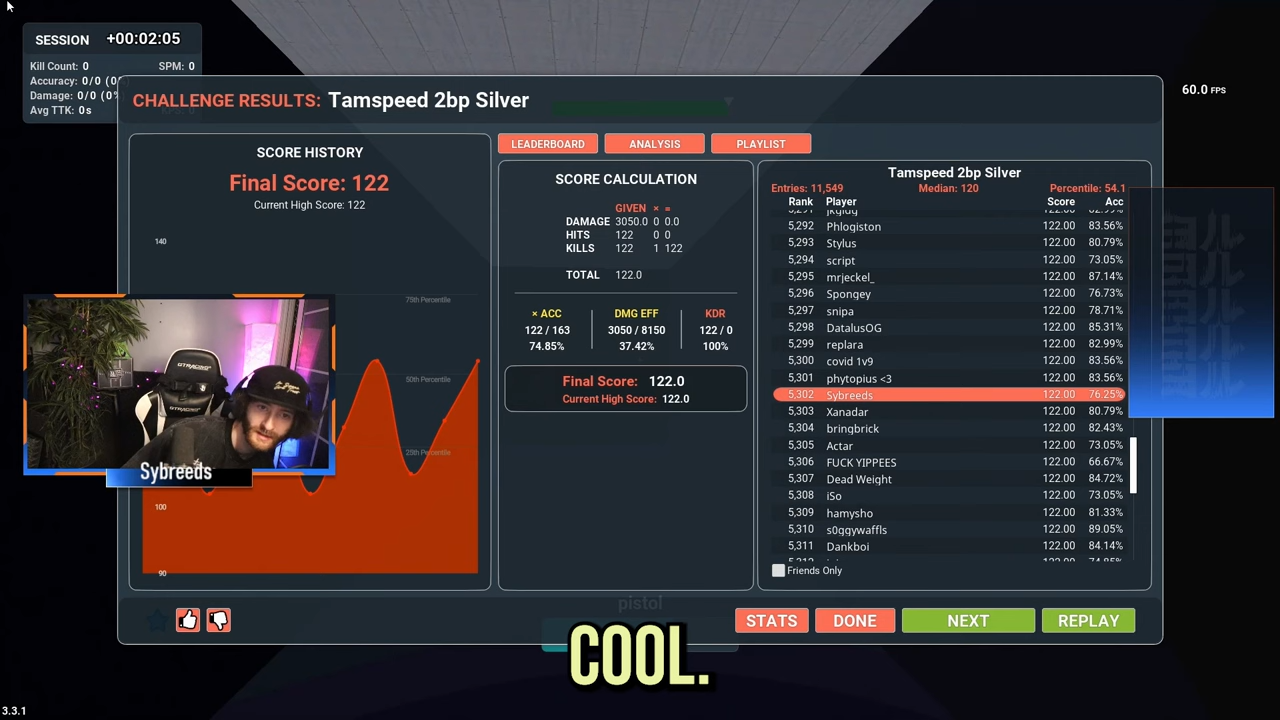 SESSION +00:02:05
Kill Count: 0 SPM: 0
Accuracy: 0/0
Damage: 0/0 (0%
Avg TTK: 0s
60.0 FPS
CHALLENGE RESULTS: Tamspeed 2bp Silver
SCORE HISTORY
Final Score: 122
Current High Score: 122
140
75th Percentile
50th Percentile
25th Percentile
100
90
Sybreeds
LEADERBOARD ANALYSIS PLAYLIST
SCORE CALCULATION
GIVEN × =
DAMAGE 3050.0 0 0.0
HITS 122 0 0
KILLS 122 1 122
TOTAL 122.0
× ACC DMG EFF KDR
122 / 163 3050 / 8150 122 / 0
74.85% 37.42% 100%
Final Score: 122.0
Current High Score: 122.0
Tamspeed 2bp Silver
Entries: 11,549 Median: 120 Percentile: 54.1
Rank Player Score Acc
5,292 Phlogiston 122.00 83.56%
5,293 Stylus 122.00 80.79%
5,294 script 122.00 73.05%
5,295 mrjeckel_ 122.00 87.14%
5,296 Spongey 122.00 76.73%
5,297 snipa 122.00 78.71%
5,298 DatalusOG 122.00 85.31%
5,299 replara 122.00 82.99%
5,300 covid 1v9 122.00 83.56%
5,301 phytopius <3 122.00 83.56%
5,302 Sybreeds 122.00 76.25%
5,303 Xanadar 122.00 80.79%
5,304 bringbrick 122.00 82.43%
5,305 Actar 122.00 73.05%
5,306 FUCK YIPPEES 122.00 66.67%
5,307 Dead Weight 122.00 84.72%
5,308 iSo 122.00 73.05%
5,309 hamysho 122.00 81.33%
5,310 s0ggywaffls 122.00 89.05%
5,311 Dankboi 122.00 84.14%
Friends Only
pistol
STATS DONE NEXT REPLAY
COOL.
3.3.1